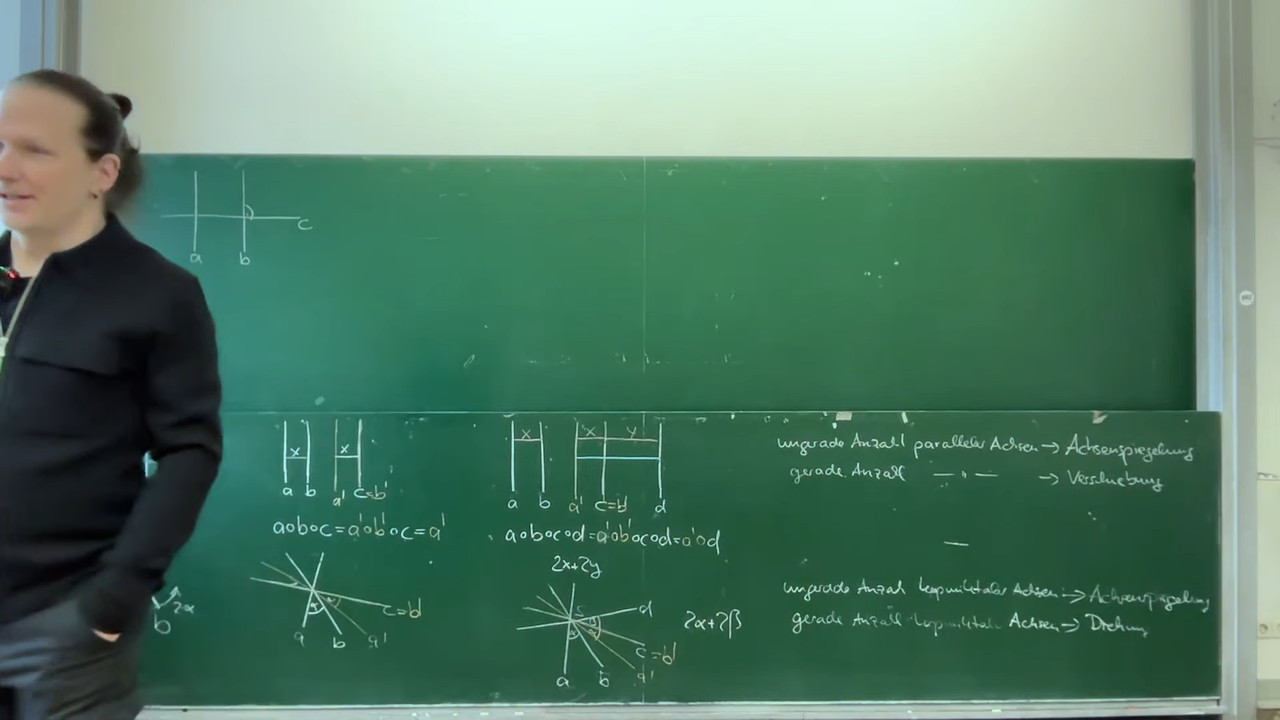 c
a b
x x
a b a' c=b'
a∘b∘c=a'∘b'∘c=a'
x x y
a b a' c=b' d
a∘b∘c∘d=a'∘b'∘c∘d=a'∘d
2x+2y
ungerade Anzahl paralleler Achsen → Achsenspiegelung
gerade Anzahl — " — → Verschiebung
2α
b
α
c=b'
a b a'
d
2α+2β
c=b'
a b a'
ungerade Anzahl kopunktaler Achsen → Achsenspiegelung
gerade Anzahl kopunktaler Achsen → Drehung